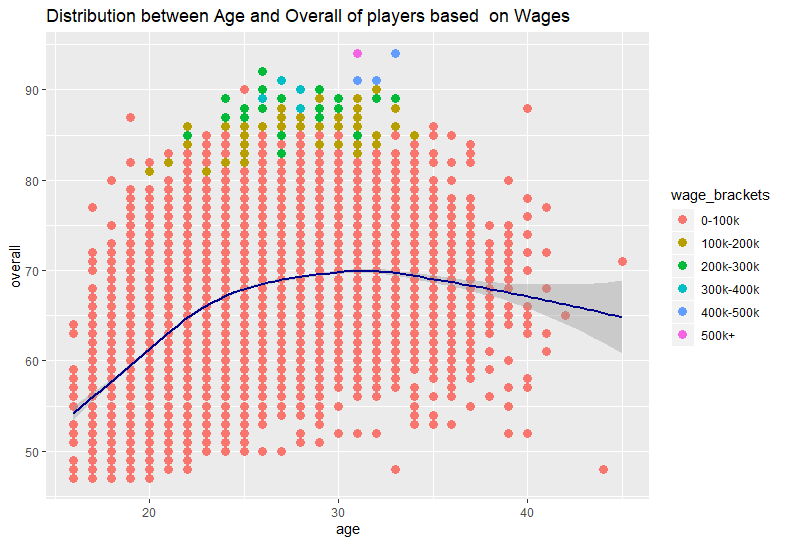 Distribution between Age and Overall of players based  on Wages
90
80
70
60
50
overall
20
30
40
age
wage_brackets
0-100k
100k-200k
200k-300k
300k-400k
400k-500k
500k+